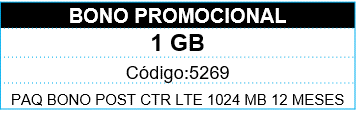 BONO PROMOCIONAL
1 GB
Código:5269
PAQ BONO POST CTR LTE 1024 MB 12 MESES